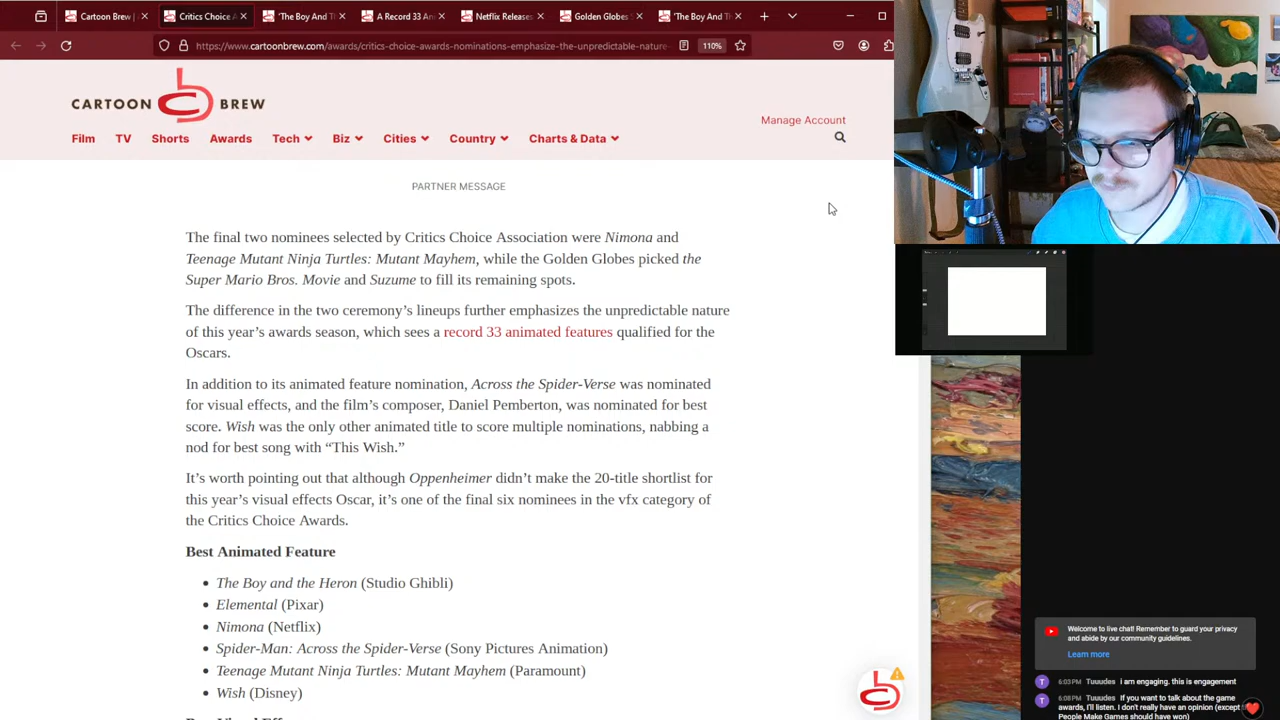 Cartoon Brew |
Critics Choice A
'The Boy And Th
A Record 33 An
Netflix Releases
Golden Globes
'The Boy And Th
https://www.cartoonbrew.com/awards/critics-choice-awards-nominations-emphasize-the-unpredictable-nature-
110%
CARTOON BREW
Manage Account
Film TV Shorts Awards Tech Biz Cities Country Charts & Data
PARTNER MESSAGE
The final two nominees selected by Critics Choice Association were Nimona and
Teenage Mutant Ninja Turtles: Mutant Mayhem, while the Golden Globes picked the
Super Mario Bros. Movie and Suzume to fill its remaining spots.
The difference in the two ceremony's lineups further emphasizes the unpredictable nature
of this year's awards season, which sees a record 33 animated features qualified for the
Oscars.
In addition to its animated feature nomination, Across the Spider-Verse was nominated
for visual effects, and the film's composer, Daniel Pemberton, was nominated for best
score. Wish was the only other animated title to score multiple nominations, nabbing a
nod for best song with “This Wish.”
It's worth pointing out that although Oppenheimer didn't make the 20-title shortlist for
this year's visual effects Oscar, it's one of the final six nominees in the vfx category of
the Critics Choice Awards.
Best Animated Feature
• The Boy and the Heron (Studio Ghibli)
• Elemental (Pixar)
• Nimona (Netflix)
• Spider-Man: Across the Spider-Verse (Sony Pictures Animation)
• Teenage Mutant Ninja Turtles: Mutant Mayhem (Paramount)
• Wish (Disney)
Welcome to live chat! Remember to guard your privacy
and abide by our community guidelines.
Learn more
T 6:03 PM Tuuudes i am engaging. this is engagement
T 6:08 PM Tuuudes If you want to talk about the game
awards, I'll listen. I don't really have an opinion (except
People Make Games should have won)